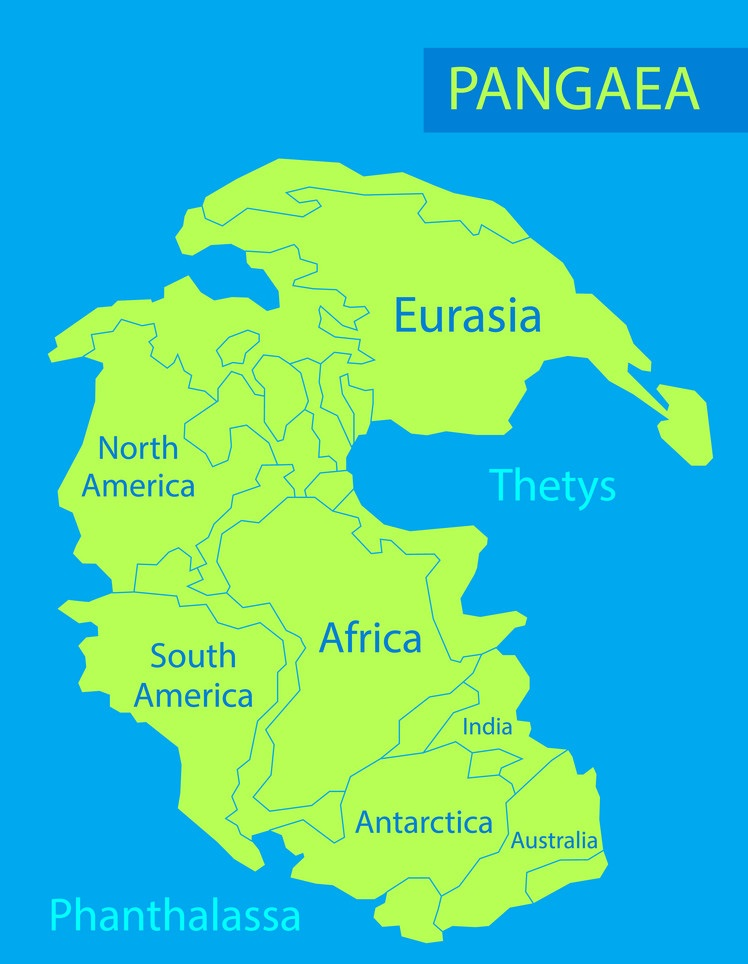 PANGAEA
Eurasia
North
America
Thetys
Africa
South
America
India
Antarctica
Australia
Phanthalassa